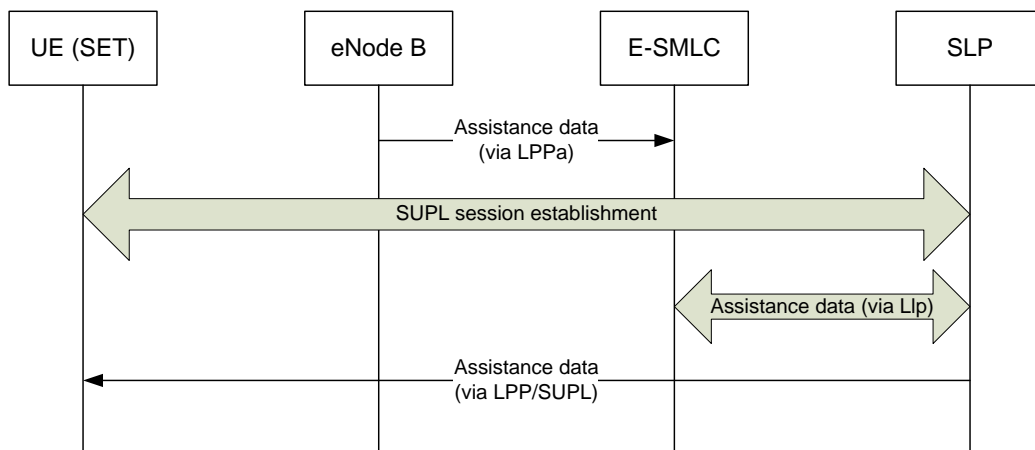 UE (SET)
eNode B
E-SMLC
SLP
Assistance data
(via LPPa)
SUPL session establishment
Assistance data (via Llp)
Assistance data
(via LPP/SUPL)